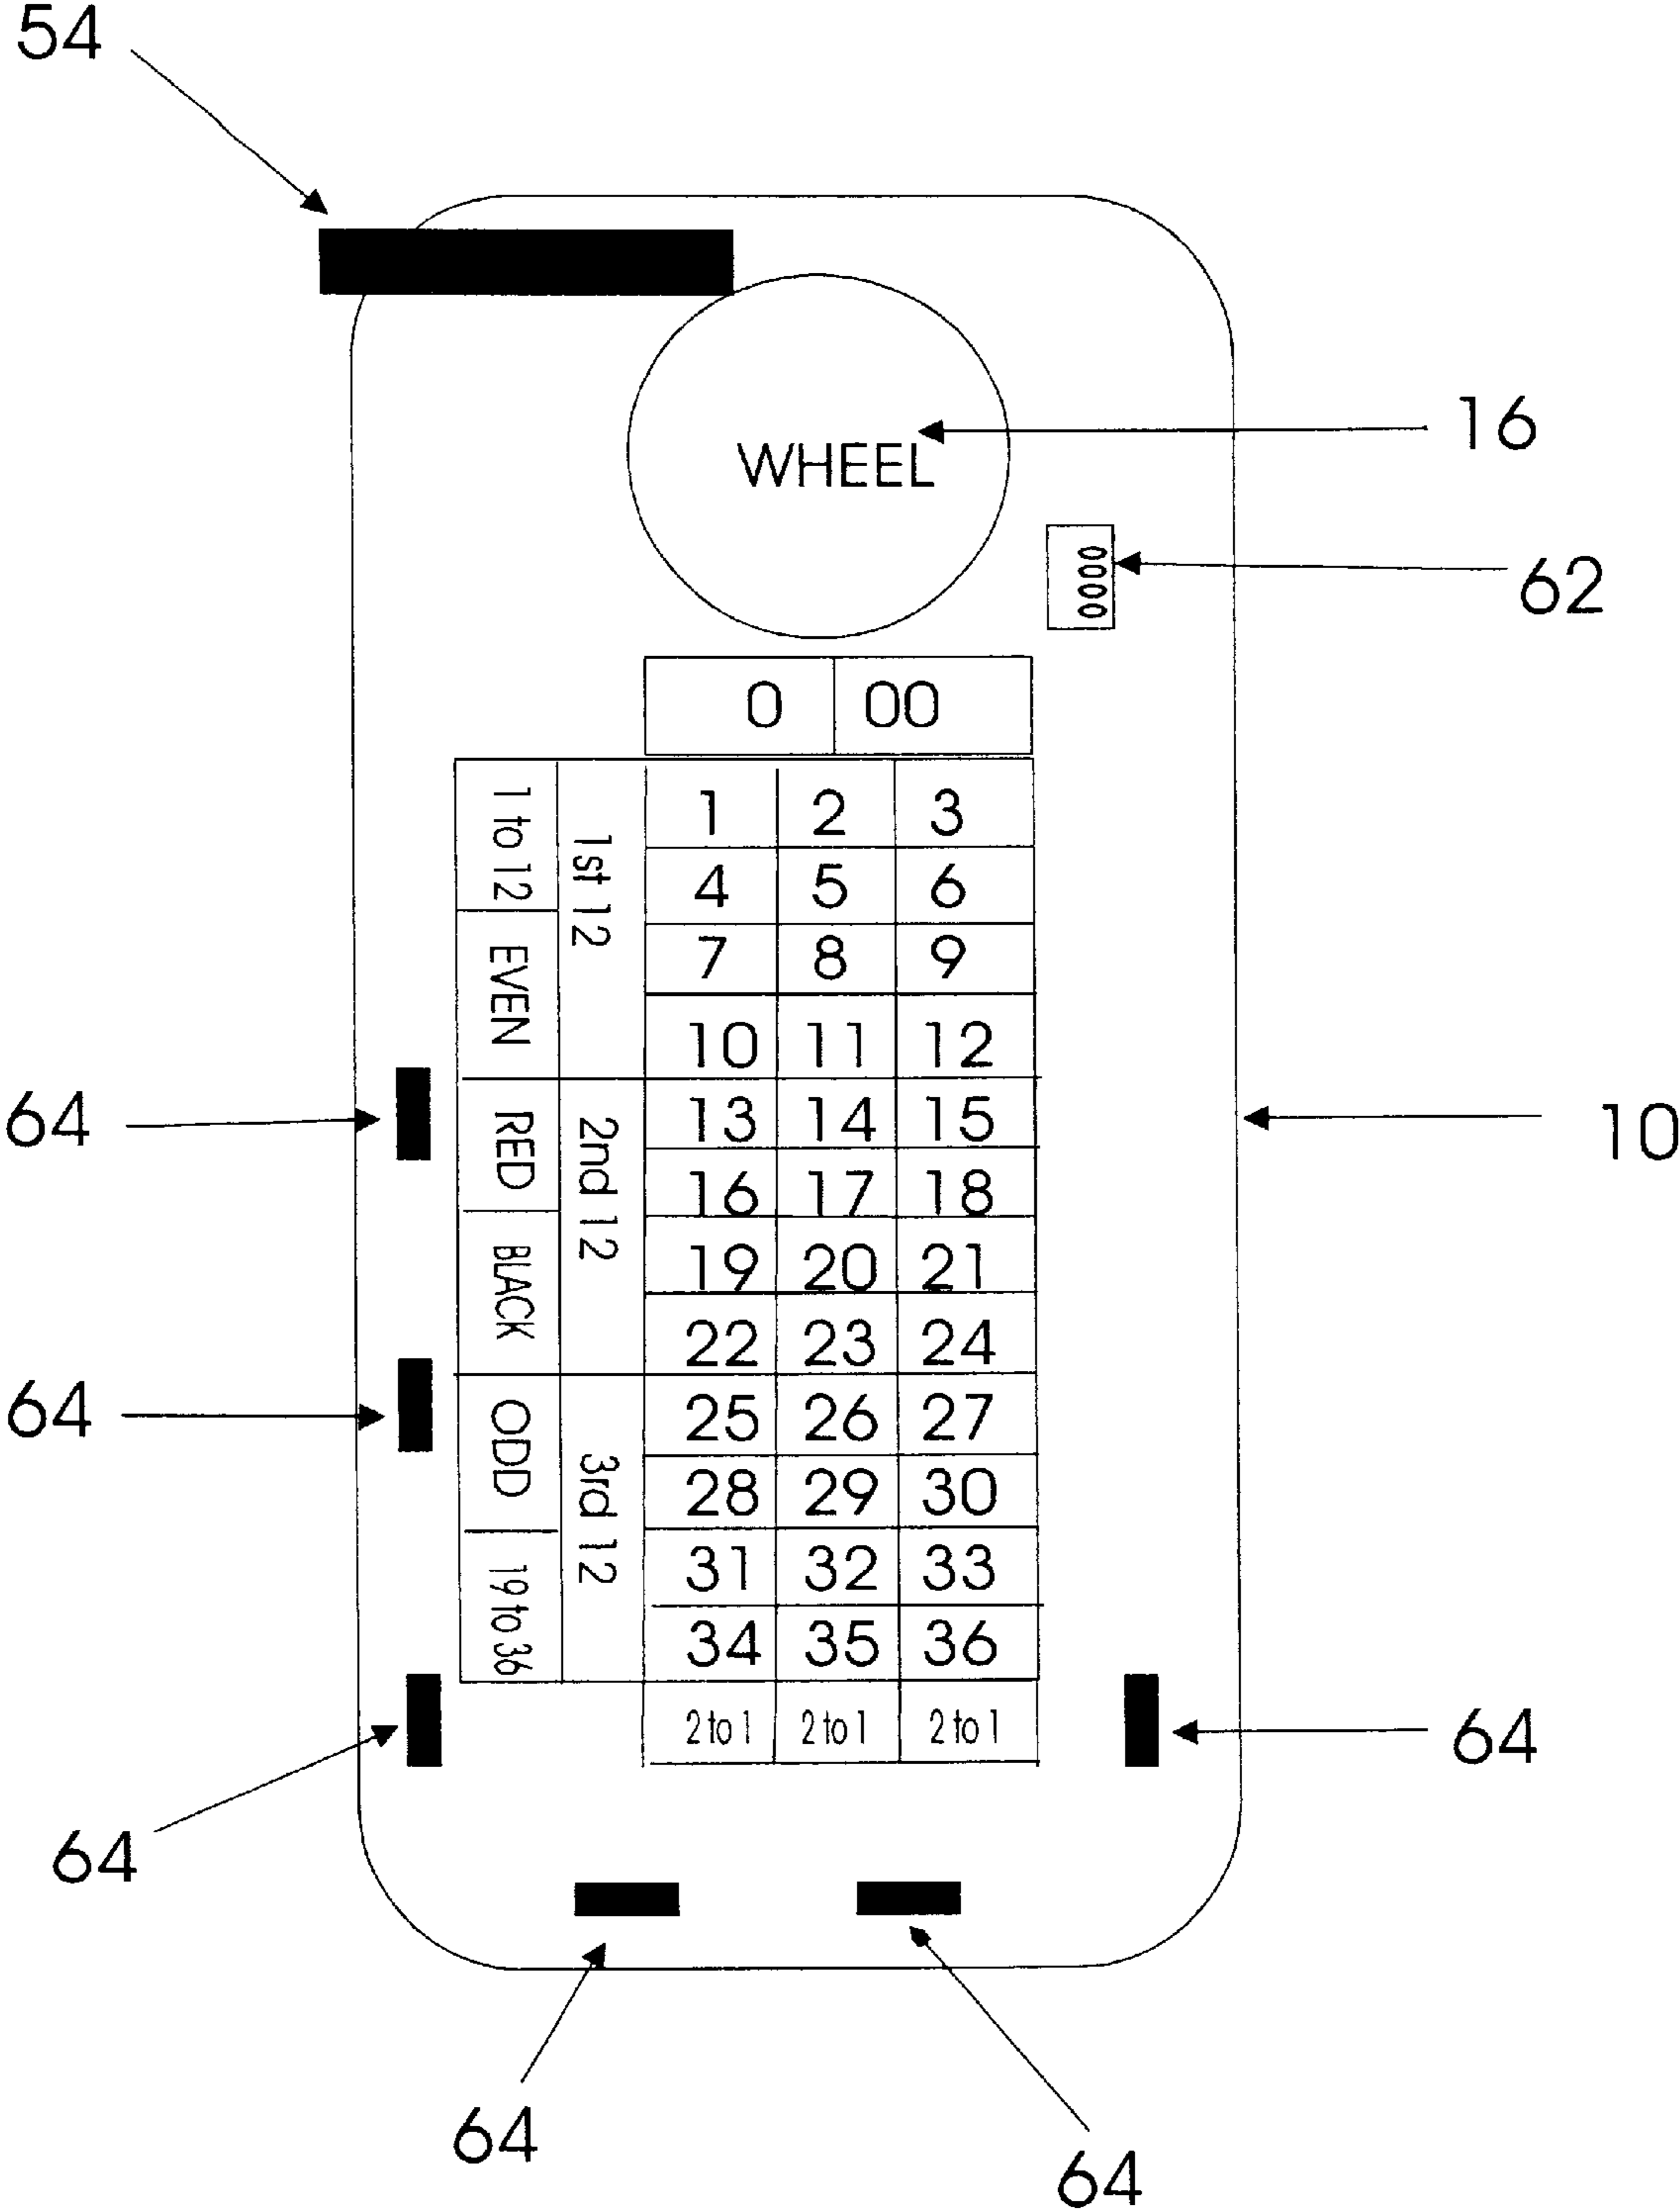 54
16
WHEEL
0000
62
0 00
1 2 3
4 5 6
7 8 9
10 11 12
13 14 15
16 17 18
19 20 21
22 23 24
25 26 27
28 29 30
31 32 33
34 35 36
2 to 1 2 to 1 2 to 1
1st 12
2nd 12
3rd 12
1 to 12
EVEN
RED
BLACK
ODD
19 to 36
64
10
64
64
64
64
64